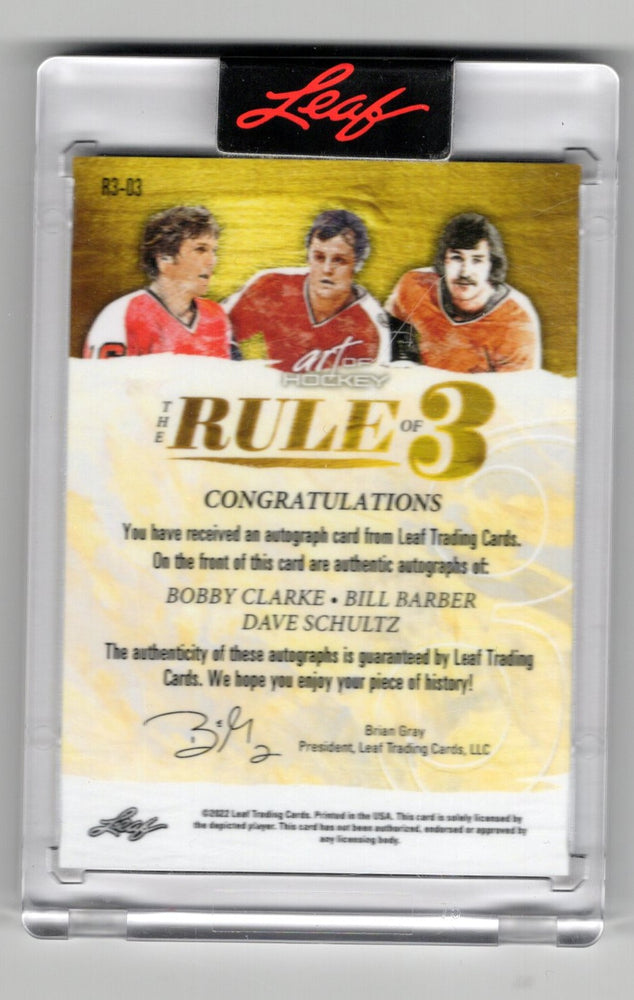 Leaf
R3-03
art OF
HOCKEY
THE RULE OF 3
CONGRATULATIONS
You have received an autograph card from Leaf Trading Cards.
On the front of this card are authentic autographs of:
BOBBY CLARKE • BILL BARBER
DAVE SCHULTZ
The authenticity of these autographs is guaranteed by Leaf Trading
Cards. We hope you enjoy your piece of history!
Brian Gray
President, Leaf Trading Cards, LLC
Leaf
©2022 Leaf Trading Cards. Printed in the USA. This card is solely licensed by
the depicted player. This card has not been authorized, endorsed or approved by
any licensing body.